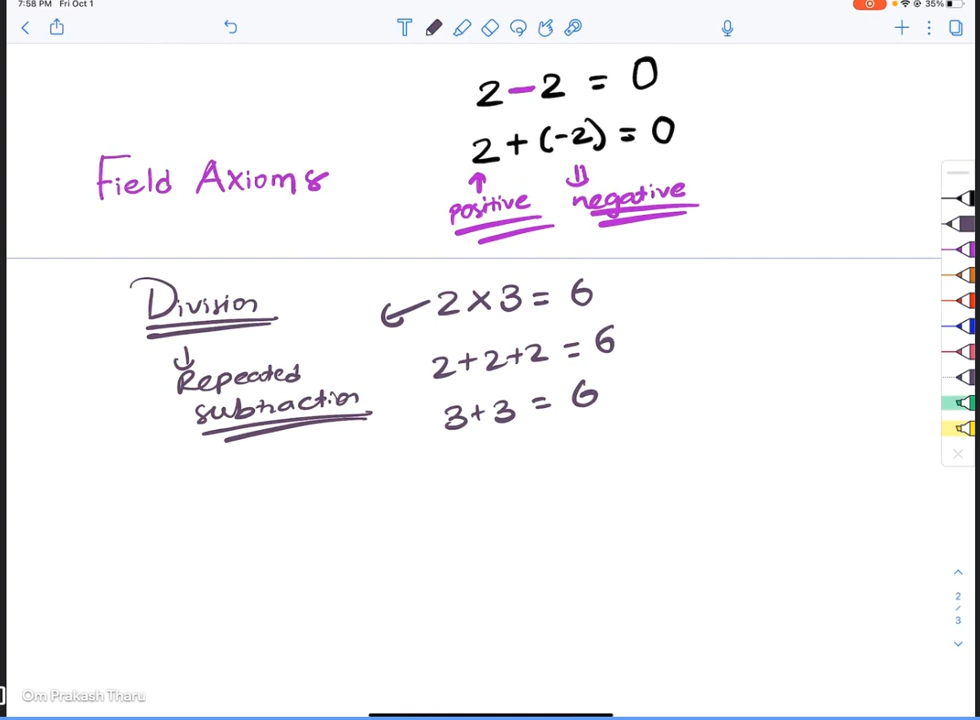 7:58 PM Fri Oct 1
35%
T
2 - 2 = 0
2 + (-2) = 0
Field Axioms
positive
negative
Division
2 × 3 = 6
2 + 2 + 2 = 6
Repeated
subtraction
3 + 3 = 6
2
/
3
Om Prakash Tharu